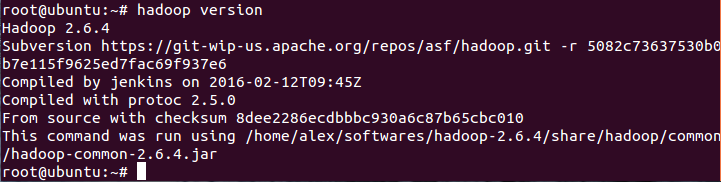 root@ubuntu:~# hadoop version
Hadoop 2.6.4
Subversion https://git-wip-us.apache.org/repos/asf/hadoop.git -r 5082c73637530b0
b7e115f9625ed7fac69f937e6
Compiled by jenkins on 2016-02-12T09:45Z
Compiled with protoc 2.5.0
From source with checksum 8dee2286ecdbbbc930a6c87b65cbc010
This command was run using /home/alex/softwares/hadoop-2.6.4/share/hadoop/common
/hadoop-common-2.6.4.jar
root@ubuntu:~#